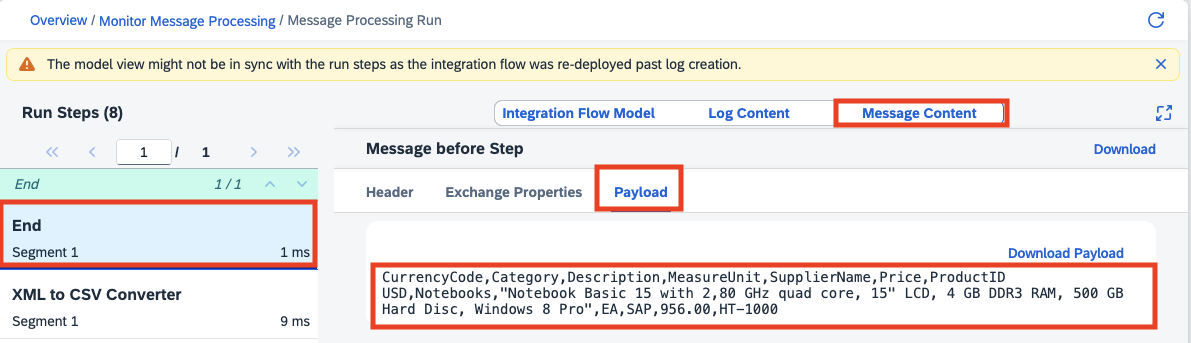 Overview / Monitor Message Processing / Message Processing Run
The model view might not be in sync with the run steps as the integration flow was re-deployed past log creation.
Run Steps (8)
1 / 1
End 1 / 1
End
Segment 1 1 ms
XML to CSV Converter
Segment 1 9 ms
Integration Flow Model Log Content Message Content
Message before Step Download
Header Exchange Properties Payload
Download Payload
CurrencyCode,Category,Description,MeasureUnit,SupplierName,Price,ProductID
USD,Notebooks,"Notebook Basic 15 with 2,80 GHz quad core, 15" LCD, 4 GB DDR3 RAM, 500 GB
Hard Disc, Windows 8 Pro",EA,SAP,956.00,HT-1000